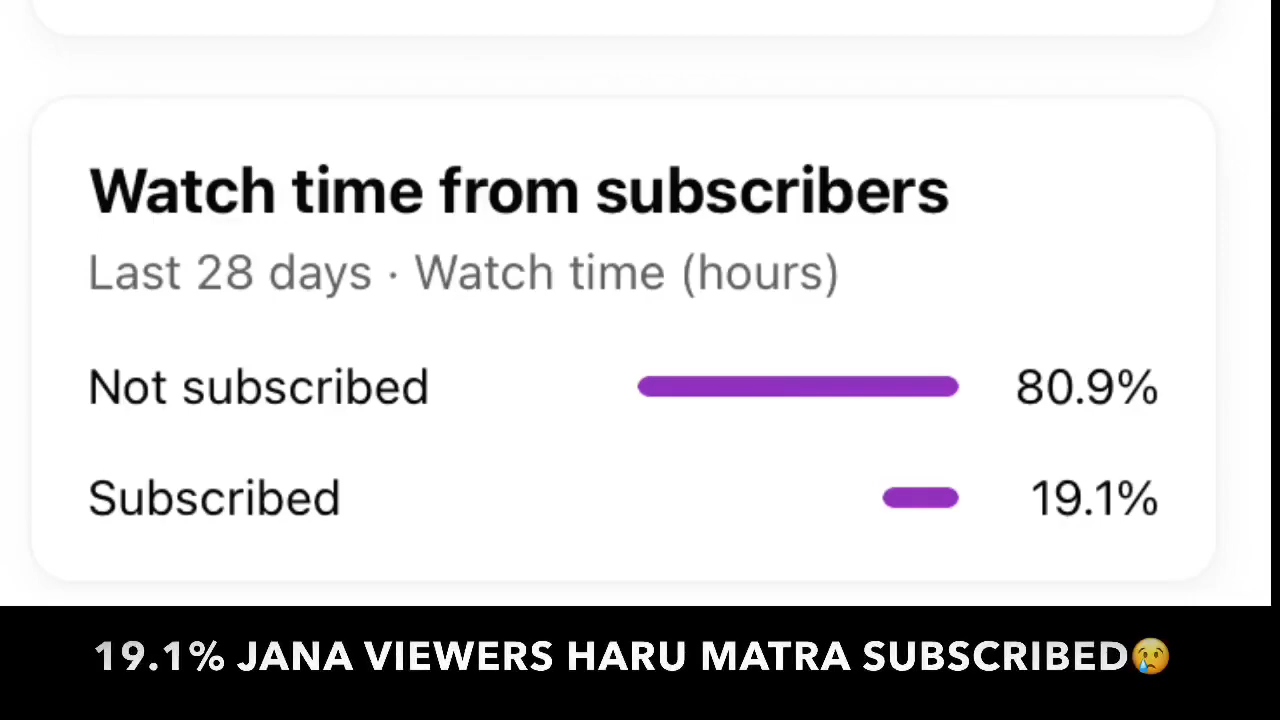 Watch time from subscribers
Last 28 days · Watch time (hours)
Not subscribed 80.9%
Subscribed 19.1%
19.1% JANA VIEWERS HARU MATRA SUBSCRIBED😢